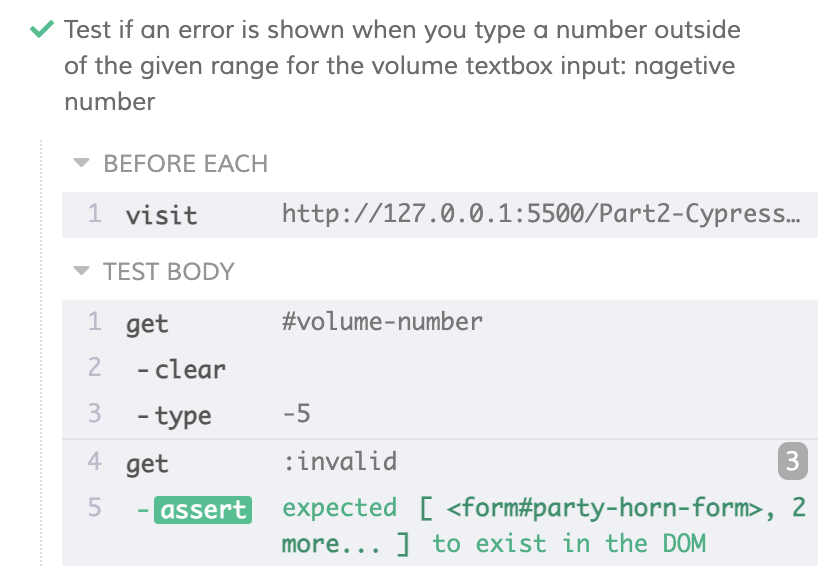 Test if an error is shown when you type a number outside
of the given range for the volume textbox input: nagetive
number
BEFORE EACH
1 visit http://127.0.0.1:5500/Part2-Cypress…
TEST BODY
1 get #volume-number
2 -clear
3 -type -5
4 get :invalid 3
5 -assert expected [ <form#party-horn-form>, 2
more... ] to exist in the DOM